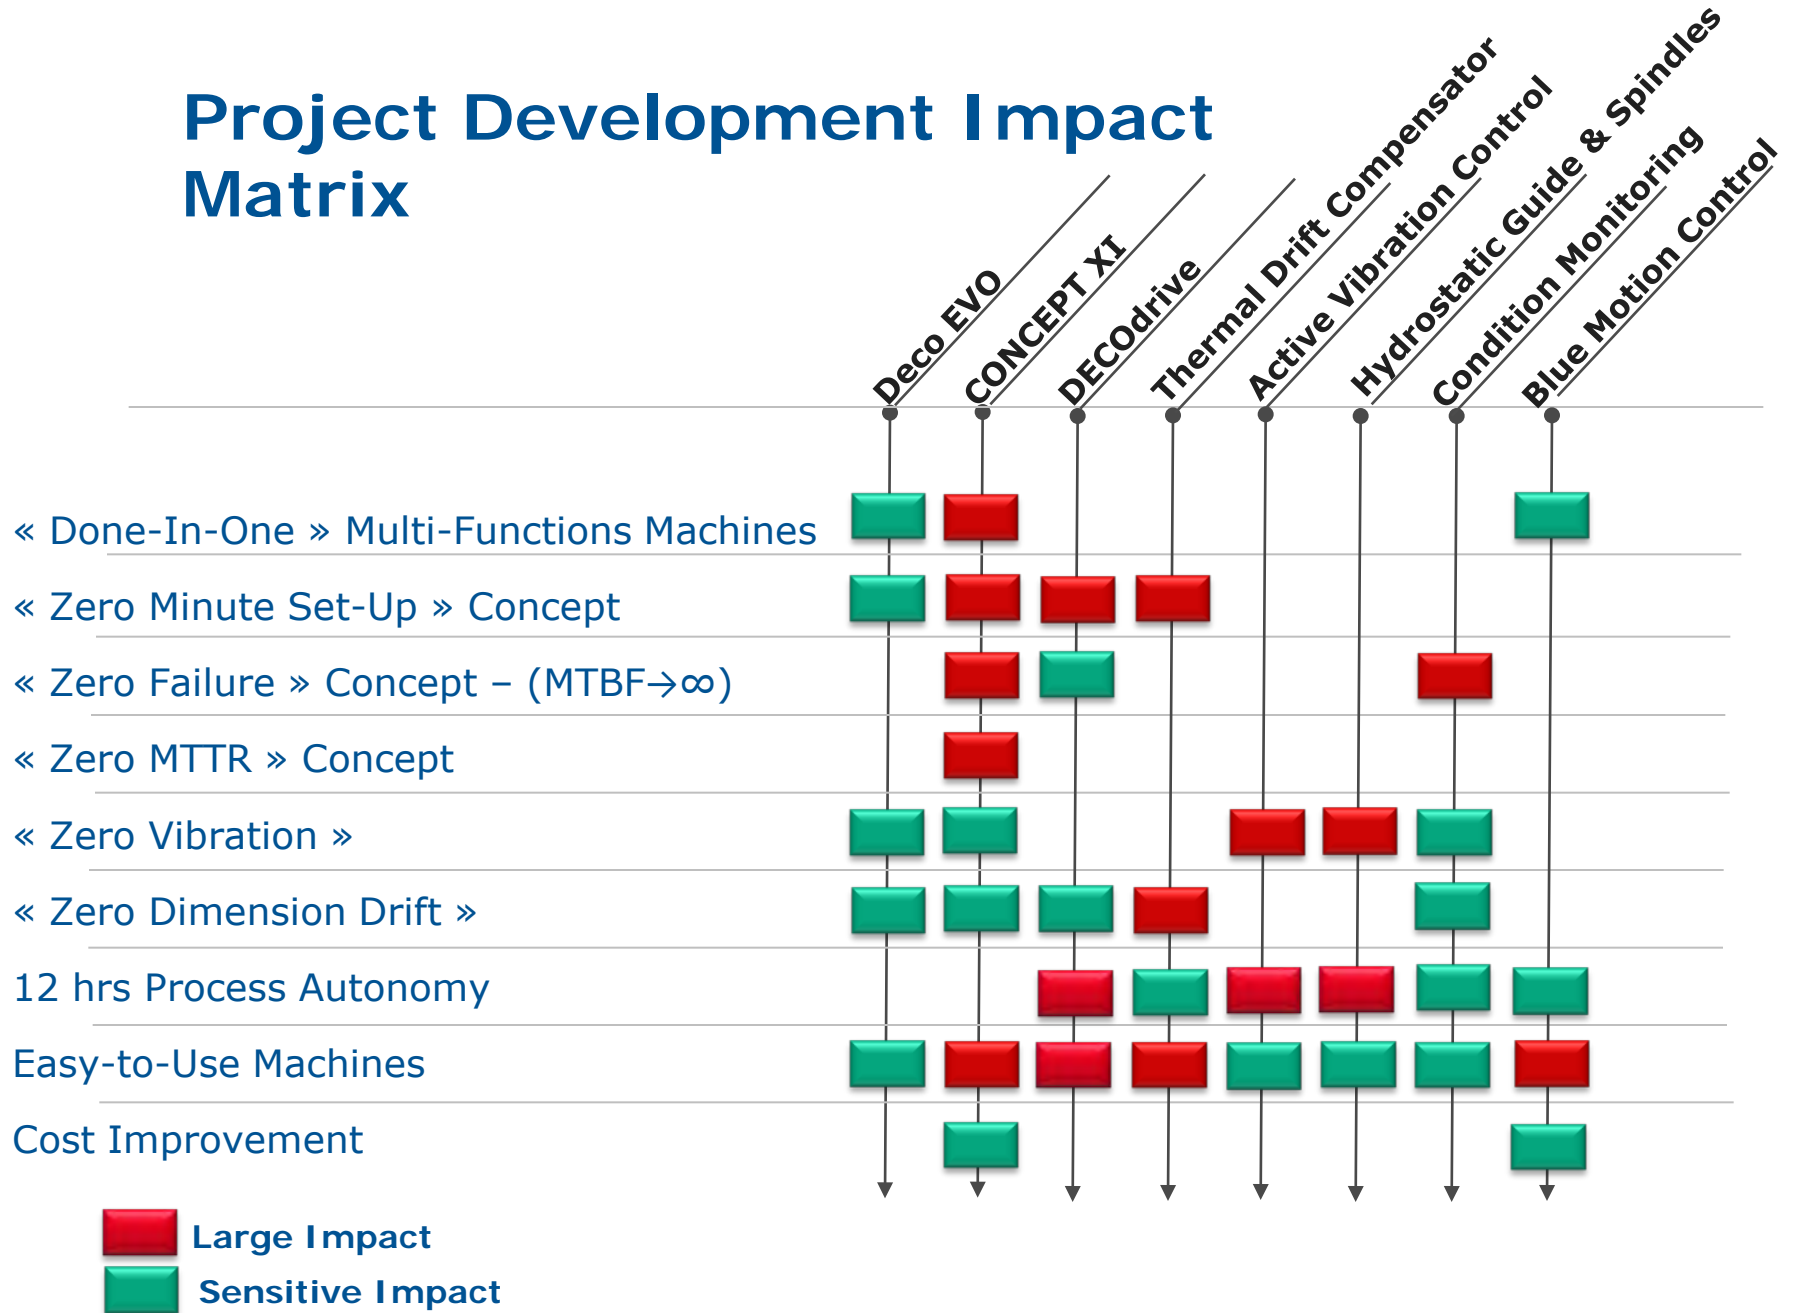 Project Development Impact
Matrix
Deco EVO
CONCEPT XI
DECOdrive
Thermal Drift Compensator
Active Vibration Control
Hydrostatic Guide & Spindles
Condition Monitoring
Blue Motion Control
« Done-In-One » Multi-Functions Machines
« Zero Minute Set-Up » Concept
« Zero Failure » Concept – (MTBF→∞)
« Zero MTTR » Concept
« Zero Vibration »
« Zero Dimension Drift »
12 hrs Process Autonomy
Easy-to-Use Machines
Cost Improvement
Large Impact
Sensitive Impact